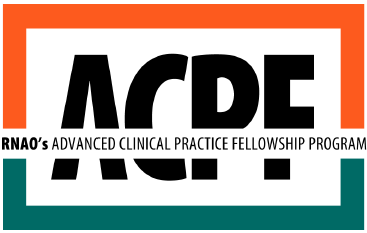 ACPF
RNAO's ADVANCED CLINICAL PRACTICE FELLOWSHIP PROGRAM